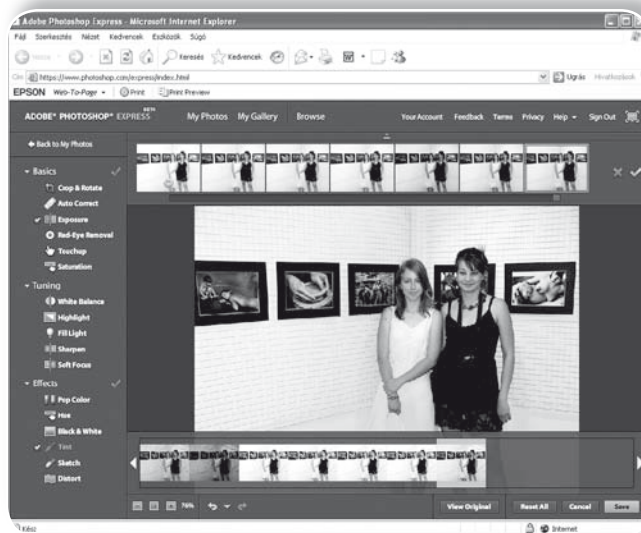 Adobe Photoshop Express - Microsoft Internet Explorer
Fájl Szerkesztés Nézet Kedvencek Eszközök Súgó
Vissza Keresés Kedvencek
Cím https://www.photoshop.com/express/index.html Ugrás Hivatkozások
EPSON Web-To-Page Print Print Preview
ADOBE® PHOTOSHOP® EXPRESS BETA My Photos My Gallery Browse Your Account Feedback Terms Privacy Help Sign Out
Back to My Photos
Basics
Crop & Rotate
Auto Correct
Exposure
Red-Eye Removal
Touchup
Saturation
Tuning
White Balance
Highlight
Fill Light
Sharpen
Soft Focus
Effects
Pop Color
Hue
Black & White
Tint
Sketch
Distort
76% View Original Reset All Cancel Save
Kész Internet